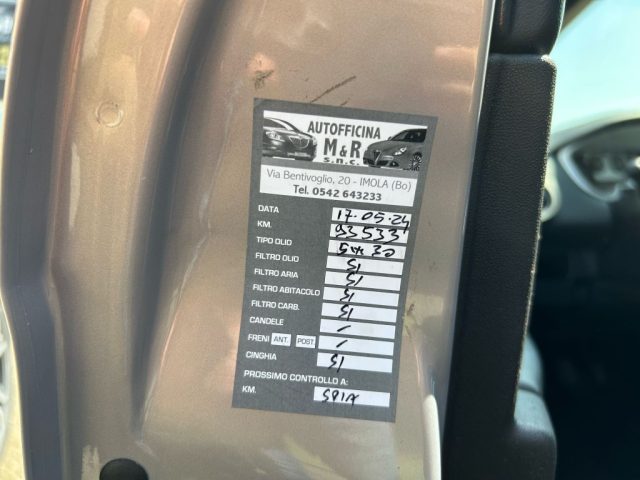 AUTOFFICINA
M & R
s.n.c.
Via Bentivoglio, 20 - IMOLA (Bo)
Tel. 0542 643233
DATA 17.05.24
KM. 93533
TIPO OLIO 5W30
FILTRO OLIO SI
FILTRO ARIA SI
FILTRO ABITACOLO SI
FILTRO CARB. SI
CANDELE /
FRENI ANT. POST. /
CINGHIA SI
PROSSIMO CONTROLLO A:
KM. SPIA